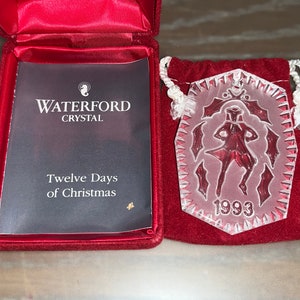 WATERFORD
CRYSTAL
Twelve Days
of Christmas
1993